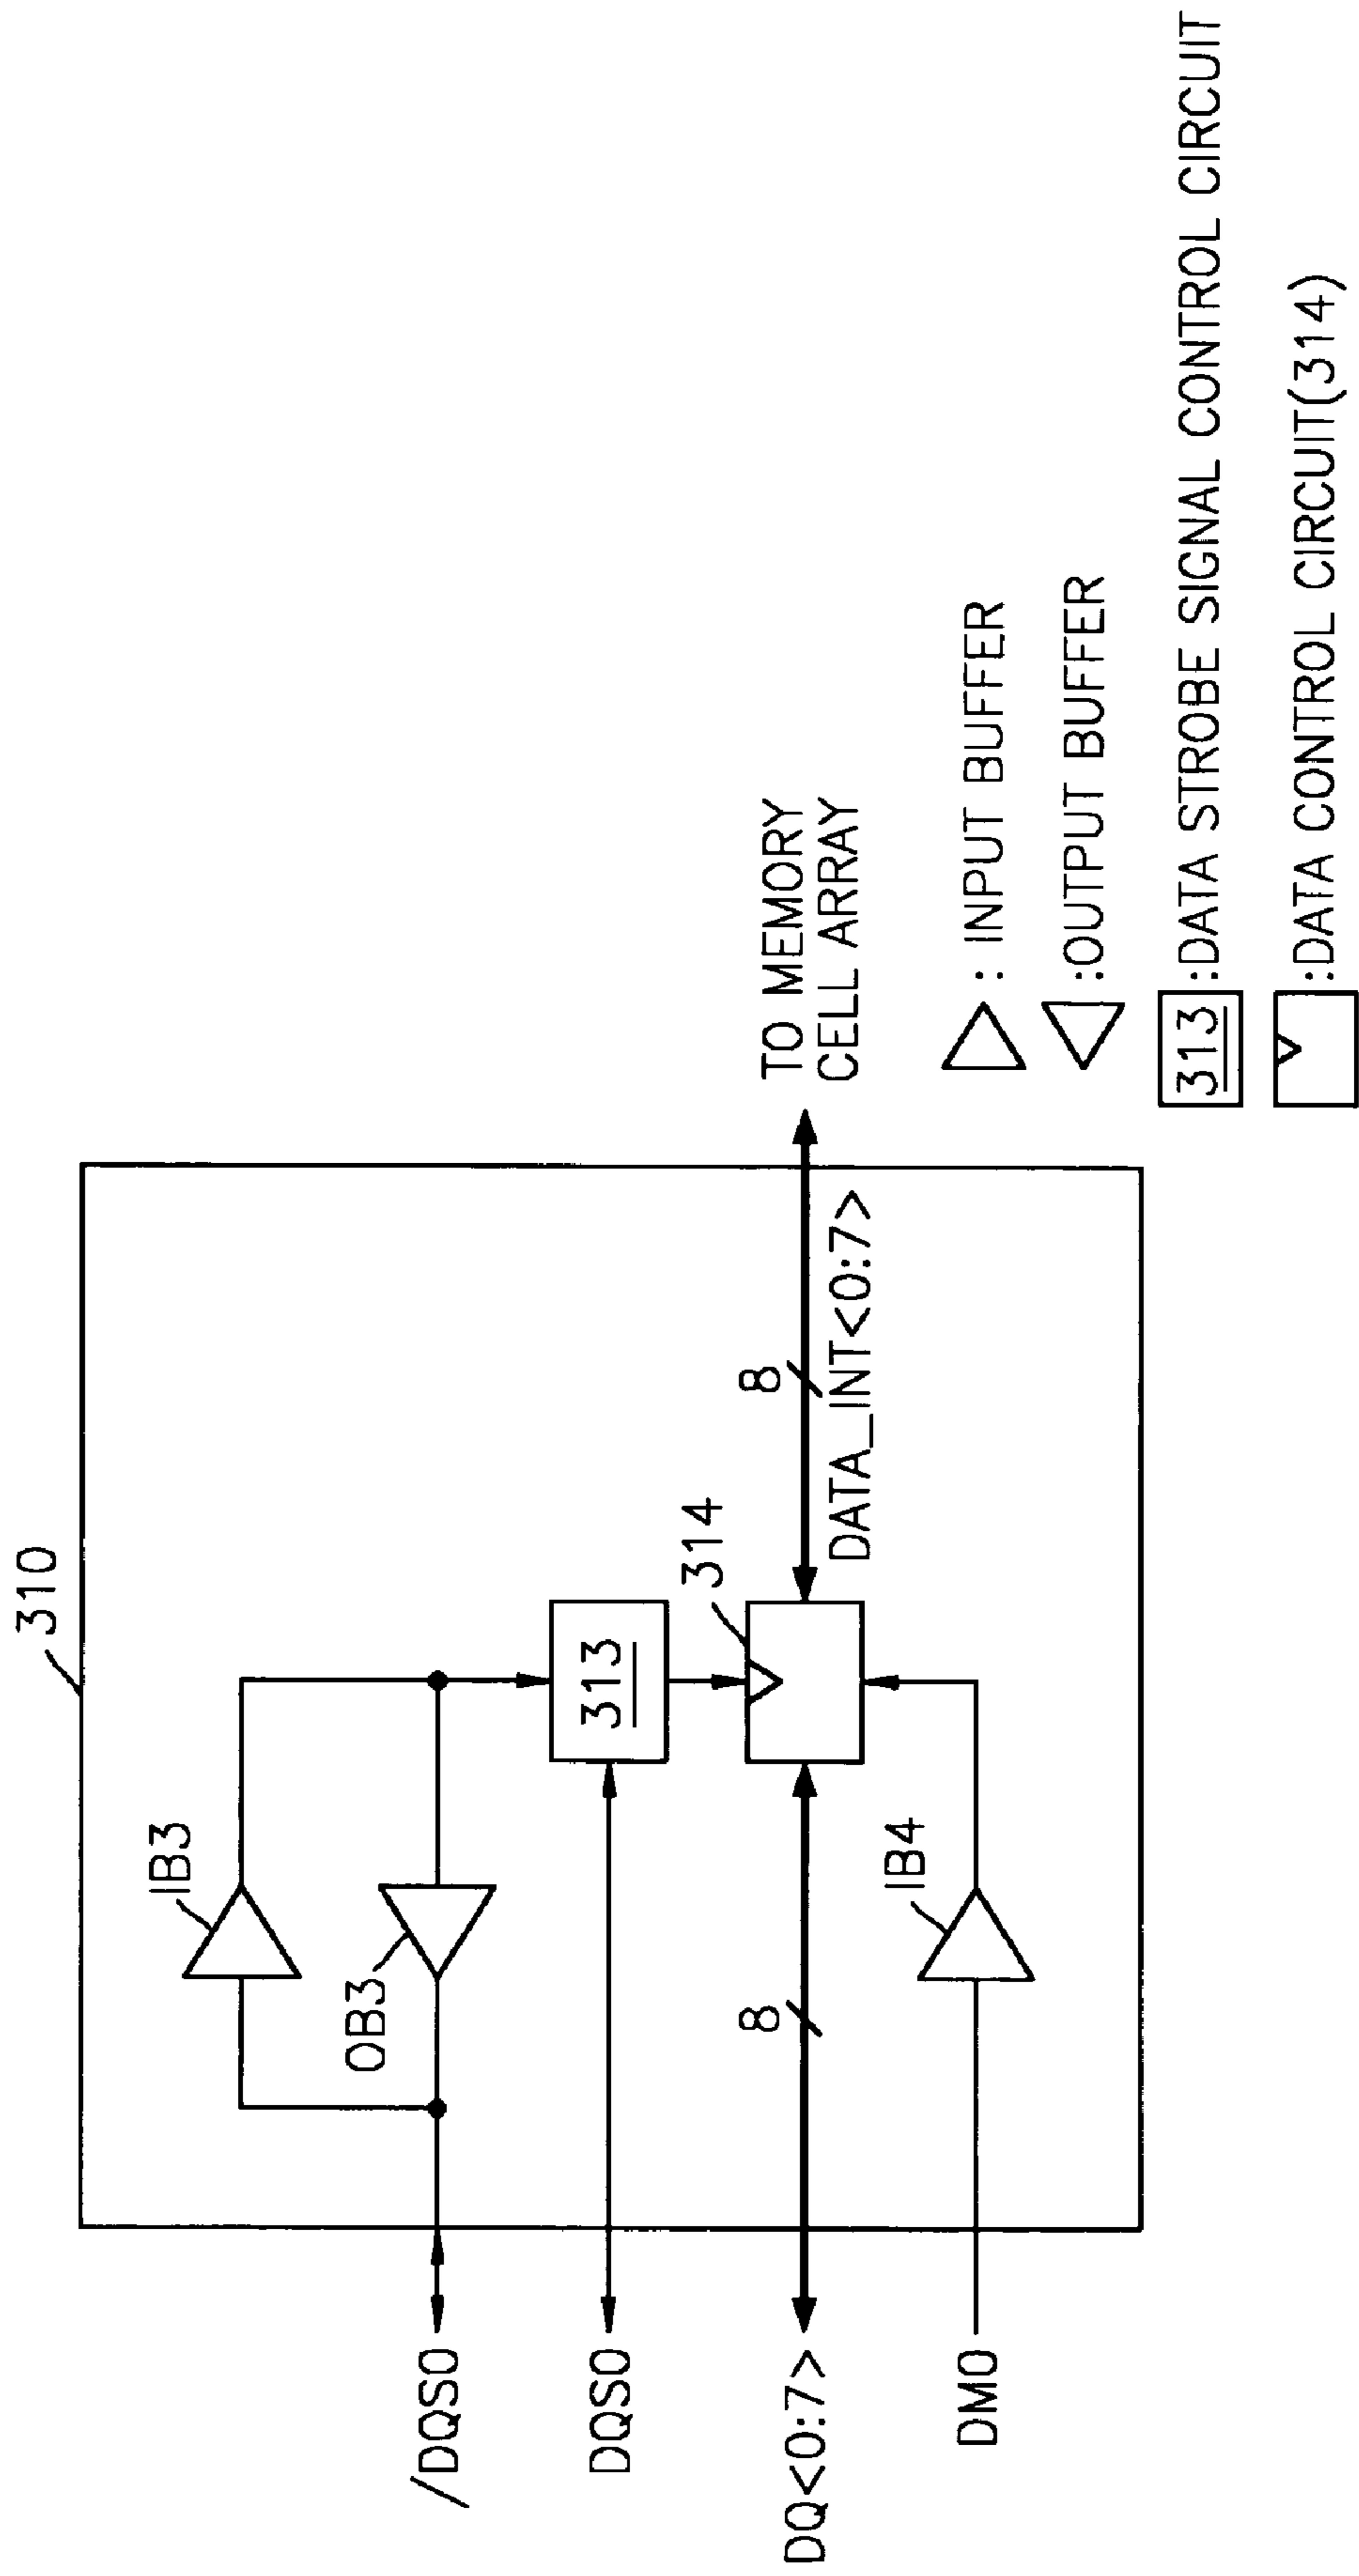 310
IB3
OB3
/DQS0
313
DQS0
314
8
8
DQ<0:7>
DATA_INT<0:7>
TO MEMORY
CELL ARRAY
IB4
DM0
: INPUT BUFFER
:OUTPUT BUFFER
313 :DATA STROBE SIGNAL CONTROL CIRCUIT
:DATA CONTROL CIRCUIT(314)